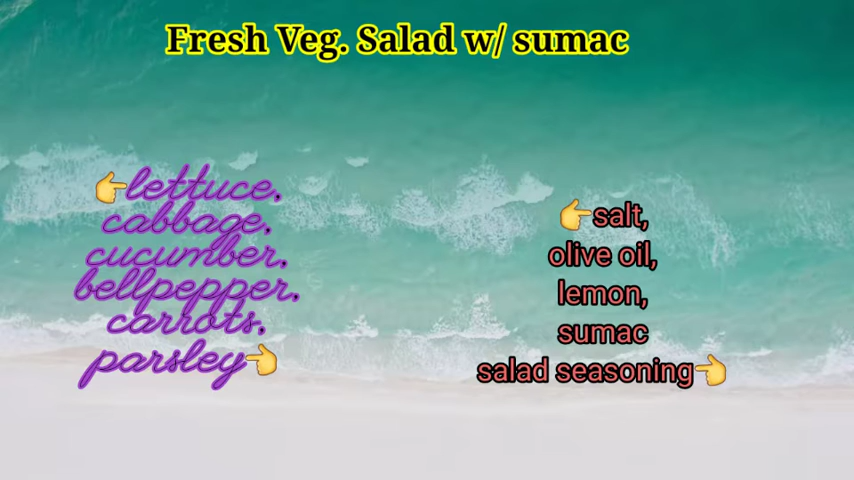 Fresh Veg. Salad w/ sumac
👉lettuce,
cabbage,
cucumber,
bellpepper,
carrots,
parsley👈
👉salt,
olive oil,
lemon,
sumac
salad seasoning👈